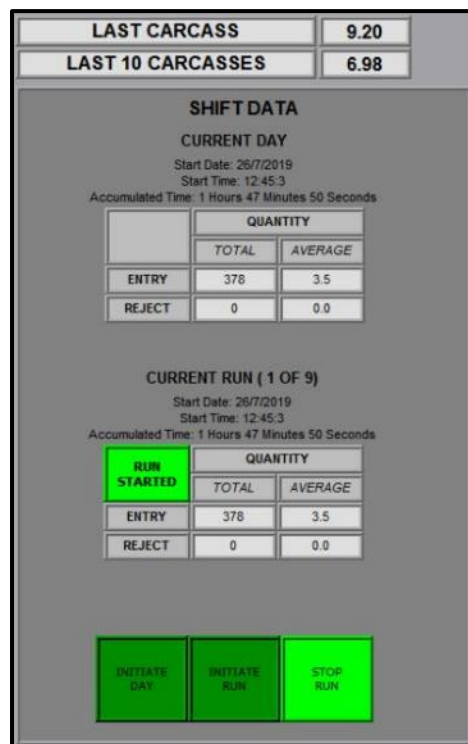 LAST CARCASS 9.20
LAST 10 CARCASSES 6.98
SHIFT DATA
CURRENT DAY
Start Date: 26/7/2019
Start Time: 12:45:3
Accumulated Time: 1 Hours 47 Minutes 50 Seconds
QUANTITY
TOTAL AVERAGE
ENTRY 378 3.5
REJECT 0 0.0
CURRENT RUN ( 1 OF 9)
Start Date: 26/7/2019
Start Time: 12:45:3
Accumulated Time: 1 Hours 47 Minutes 50 Seconds
RUN STARTED
QUANTITY
TOTAL AVERAGE
ENTRY 378 3.5
REJECT 0 0.0
INITIATE DAY
INITIATE RUN
STOP RUN